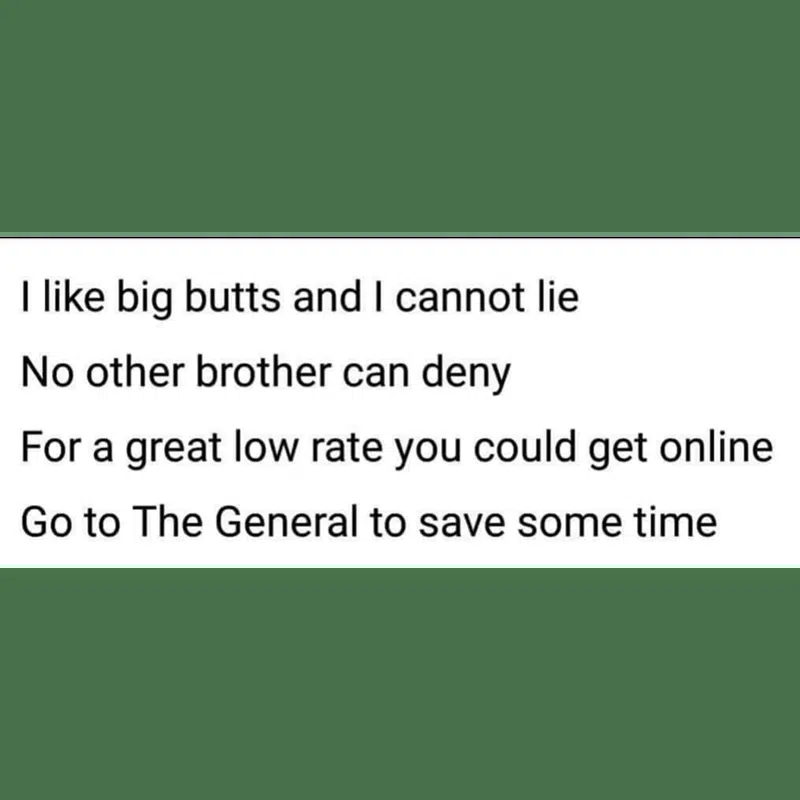 I like big butts and I cannot lie
No other brother can deny
For a great low rate you could get online
Go to The General to save some time